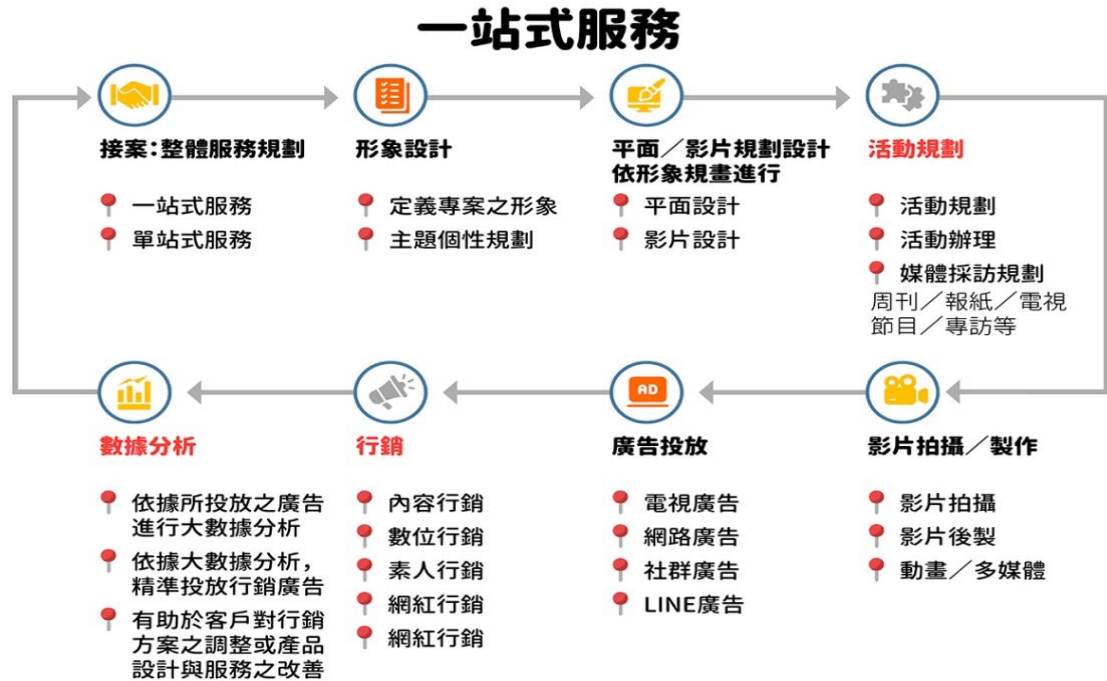 一站式服務
接案：整體服務規劃
一站式服務
單站式服務
形象設計
定義專案之形象
主題個性規劃
平面／影片規劃設計
依形象規畫進行
平面設計
影片設計
活動規劃
活動規劃
活動辦理
媒體採訪規劃
周刊／報紙／電視
節目／專訪等
影片拍攝／製作
影片拍攝
影片後製
動畫／多媒體
AD
廣告投放
電視廣告
網路廣告
社群廣告
LINE廣告
行銷
內容行銷
數位行銷
素人行銷
網紅行銷
網紅行銷
數據分析
依據所投放之廣告
進行大數據分析
依據大數據分析，
精準投放行銷廣告
有助於客戶對行銷
方案之調整或產品
設計與服務之改善